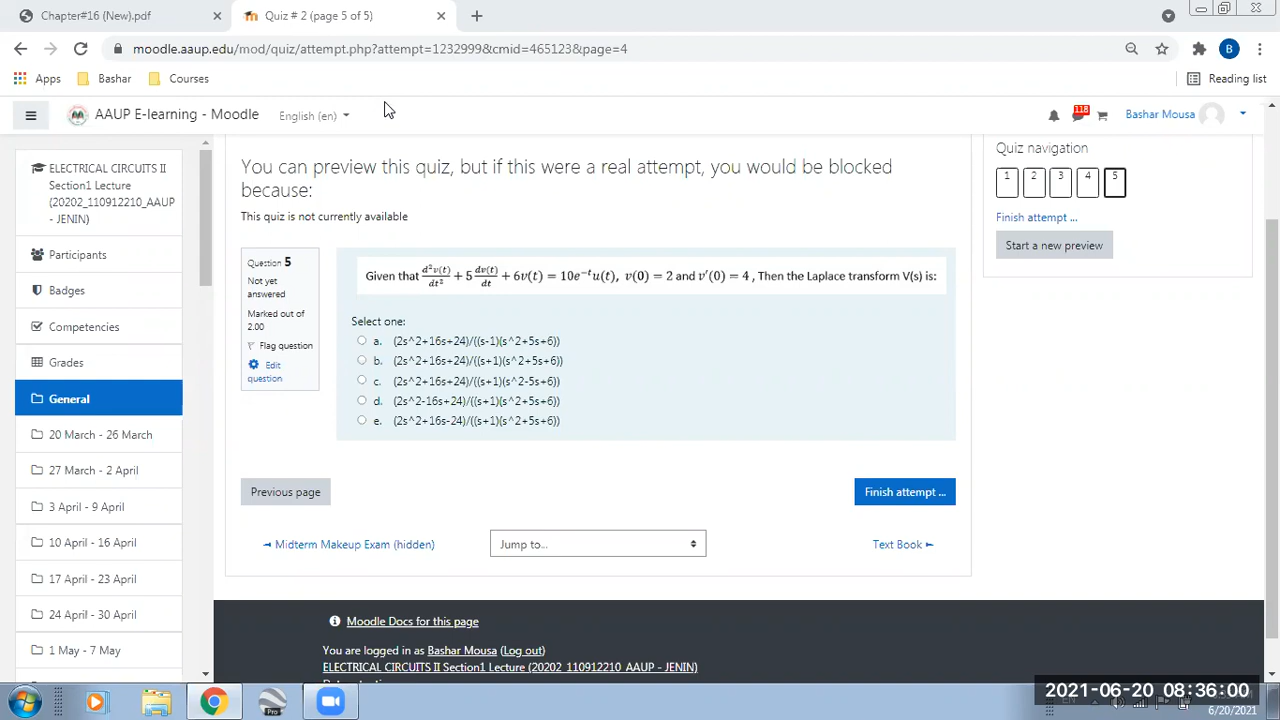 Chapter#16 (New).pdf
Quiz # 2 (page 5 of 5)
moodle.aaup.edu/mod/quiz/attempt.php?attempt=1232999&cmid=465123&page=4
B
Apps
Bashar
Courses
Reading list
AAUP E-learning - Moodle
English (en)
118
Bashar Mousa
ELECTRICAL CIRCUITS II
Section1 Lecture
(20202_110912210_AAUP
- JENIN)
Participants
Badges
Competencies
Grades
General
20 March - 26 March
27 March - 2 April
3 April - 9 April
10 April - 16 April
17 April - 23 April
24 April - 30 April
1 May - 7 May
You can preview this quiz, but if this were a real attempt, you would be blocked
because:
This quiz is not currently available
Question 5
Not yet
answered
Marked out of
2.00
Flag question
Edit
question
Given that d²v(t)/dt² + 5 dv(t)/dt + 6v(t) = 10e^{-t}u(t), v(0) = 2 and v′(0) = 4 , Then the Laplace transform V(s) is:
Select one:
a. (2s^2+16s+24)/((s-1)(s^2+5s+6))
b. (2s^2+16s+24)/((s+1)(s^2+5s+6))
c. (2s^2+16s+24)/((s+1)(s^2-5s+6))
d. (2s^2-16s+24)/((s+1)(s^2+5s+6))
e. (2s^2+16s-24)/((s+1)(s^2+5s+6))
Previous page
Finish attempt ...
◄ Midterm Makeup Exam (hidden)
Jump to...
Text Book ►
Quiz navigation
1 2 3 4 5
Finish attempt ...
Start a new preview
Moodle Docs for this page
You are logged in as Bashar Mousa (Log out)
ELECTRICAL CIRCUITS II Section1 Lecture (20202_110912210_AAUP - JENIN)
Pro
EN
2021-06-20 08:36:00
6/20/2021